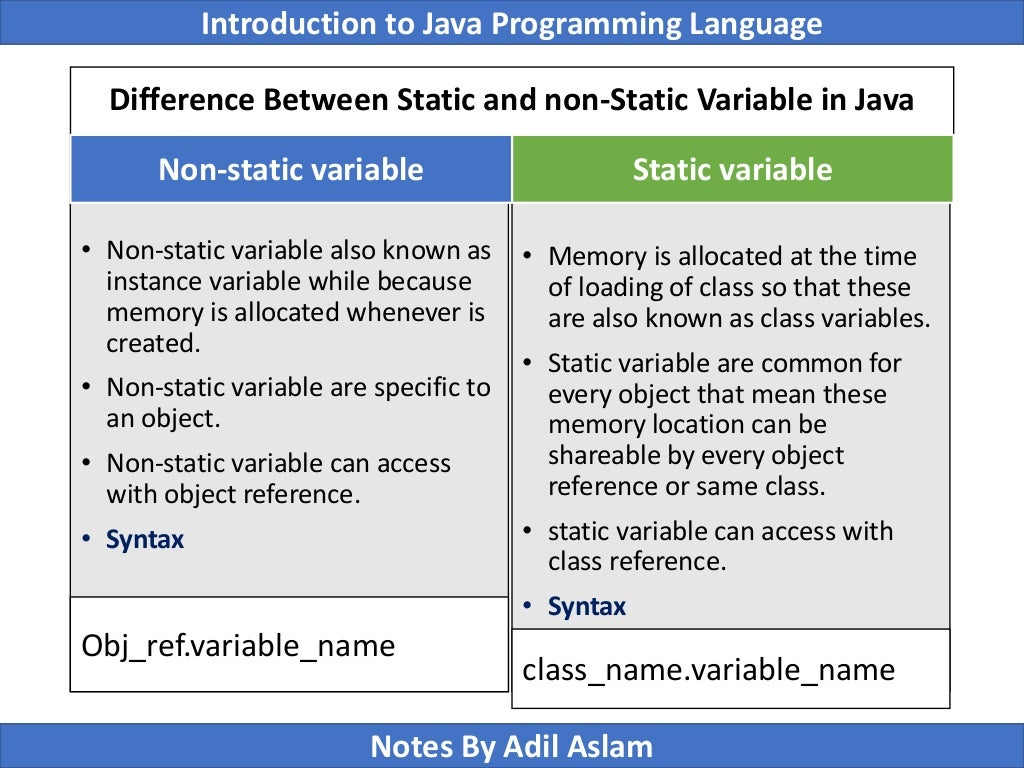 Introduction to Java Programming Language
Difference Between Static and non-Static Variable in Java
Non-static variable
• Non-static variable also known as
instance variable while because
memory is allocated whenever is
created.
• Non-static variable are specific to
an object.
• Non-static variable can access
with object reference.
• Syntax
Obj_ref.variable_name
Static variable
• Memory is allocated at the time
of loading of class so that these
are also known as class variables.
• Static variable are common for
every object that mean these
memory location can be
shareable by every object
reference or same class.
• static variable can access with
class reference.
• Syntax
class_name.variable_name
Notes By Adil Aslam